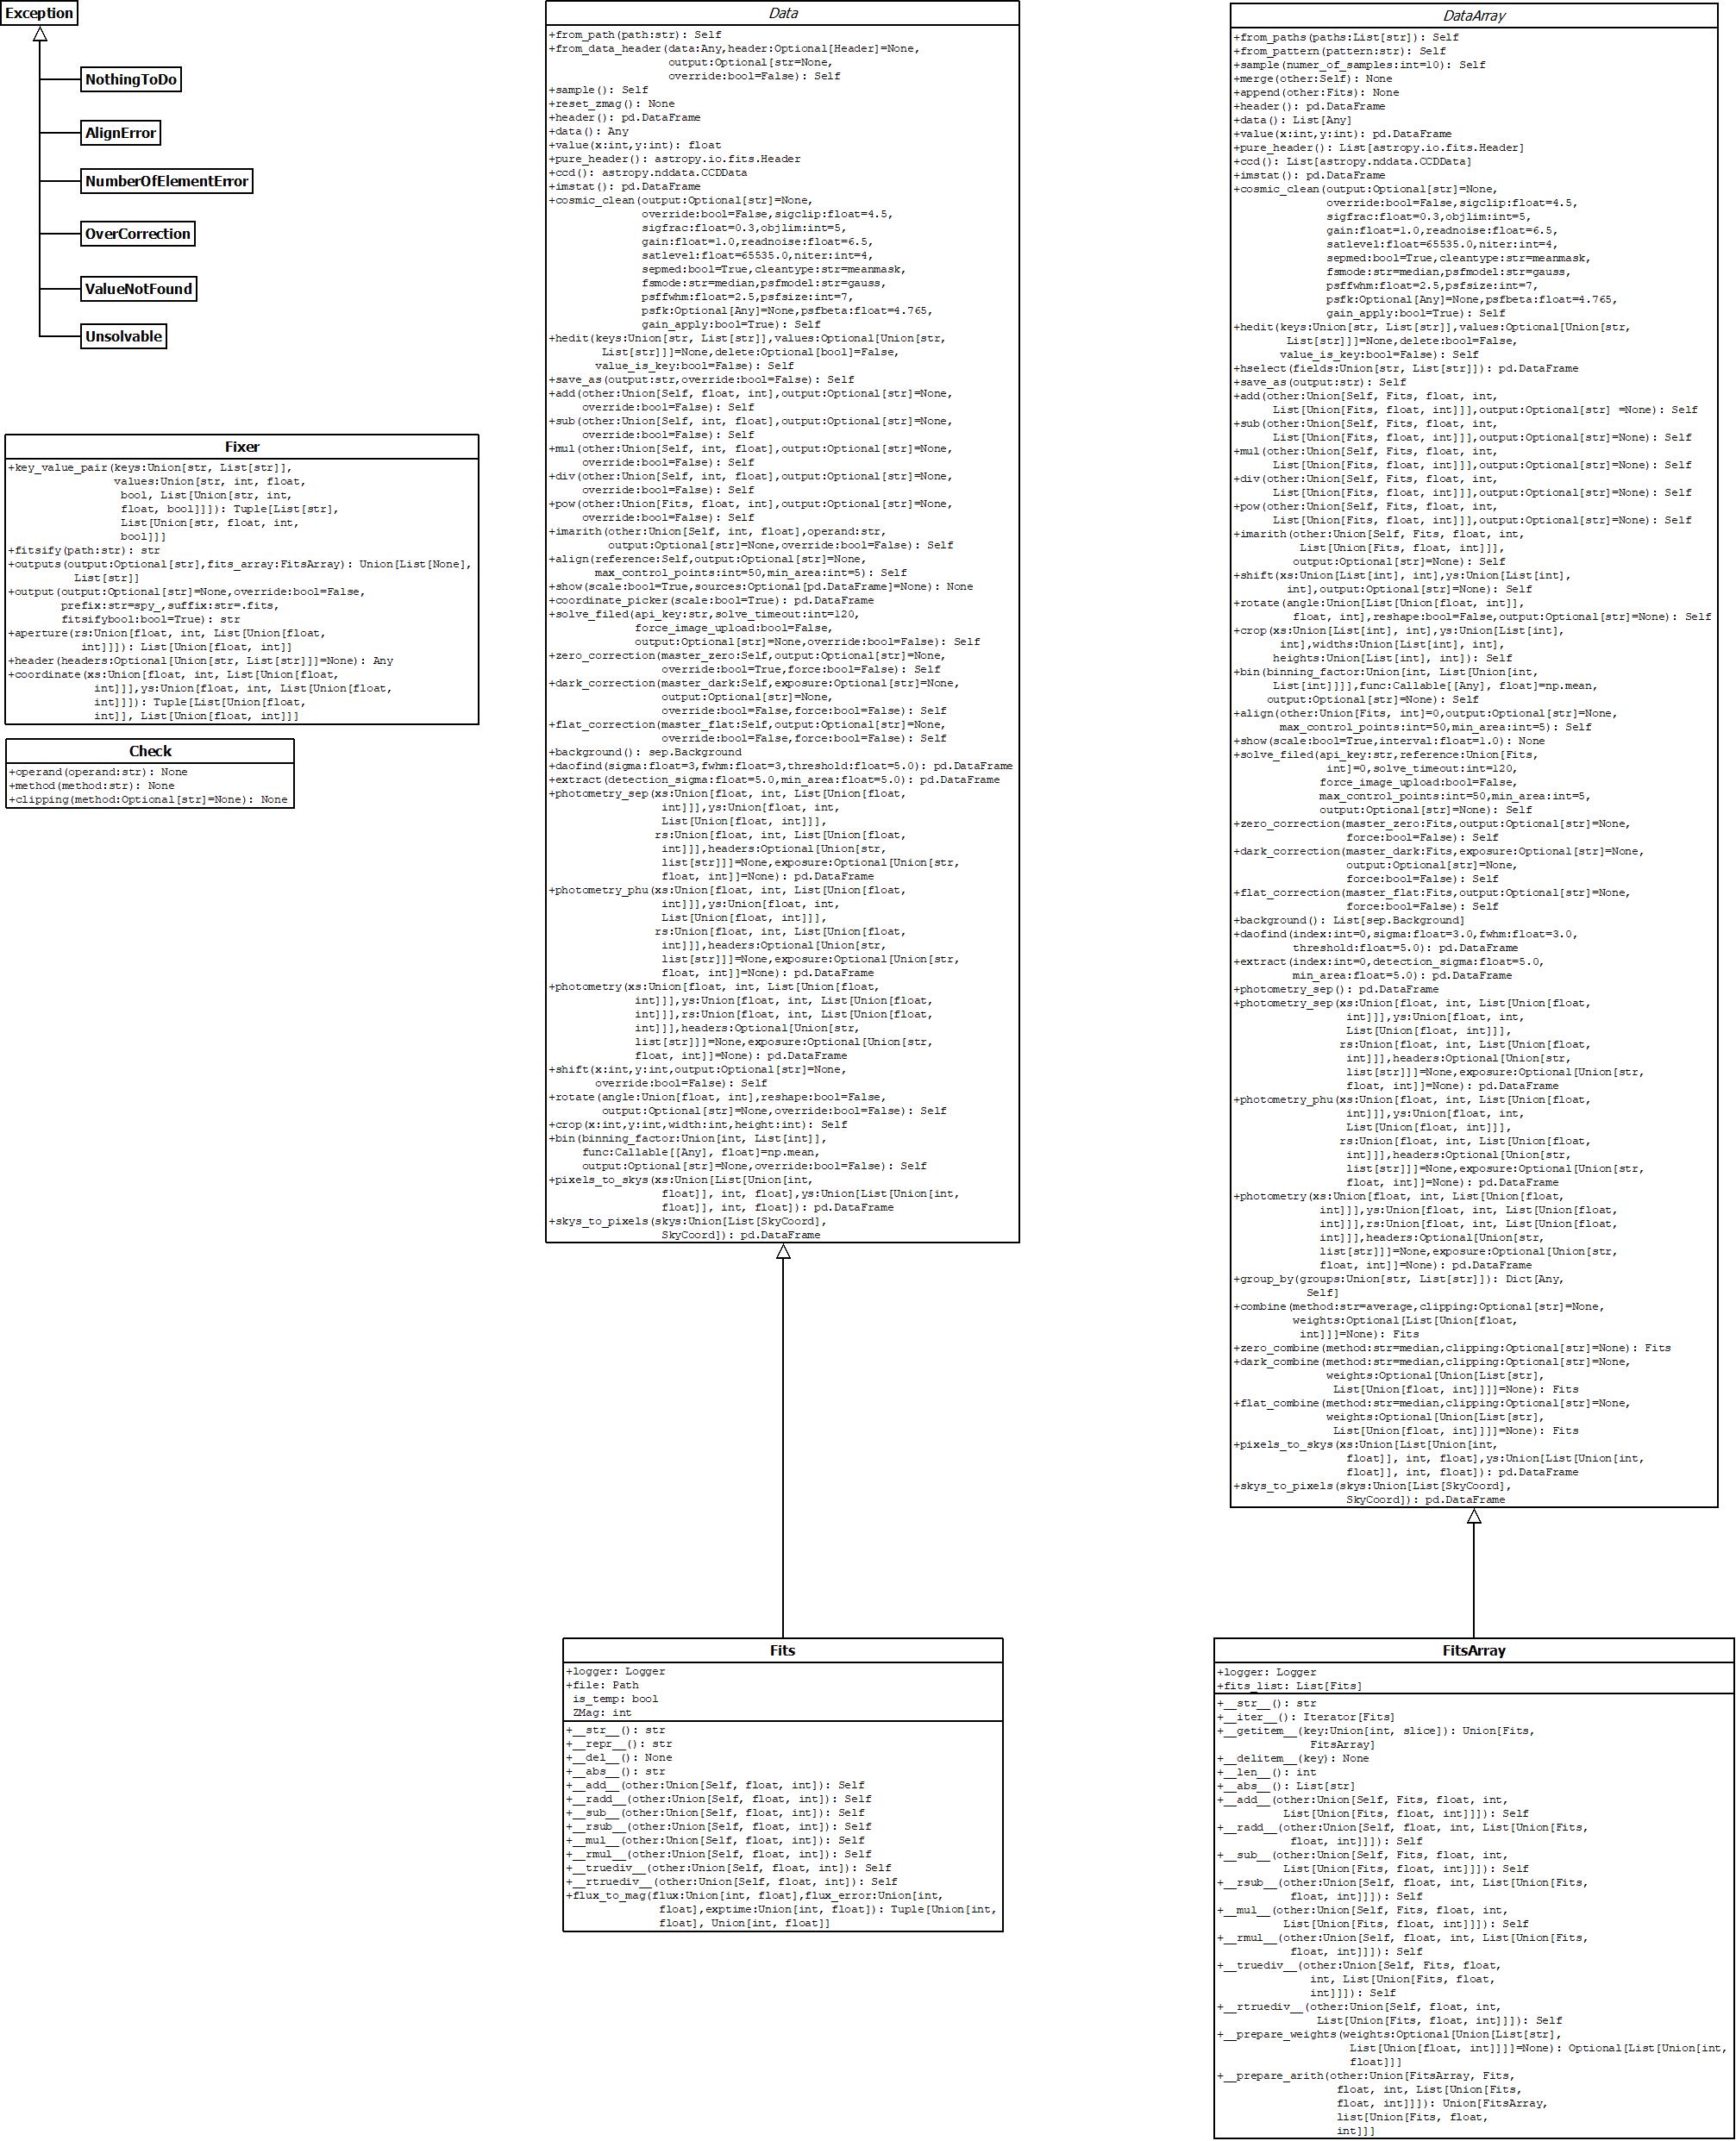 Exception
NothingToDo
AlignError
NumberOfElementError
OverCorrection
ValueNotFound
Unsolvable
Fixer
+key_value_pair(keys:Union[str, List[str]],
values:Union[str, int, float,
bool, List[Union[str, int,
float, bool]]]): Tuple[List[str],
List[Union[str, float, int,
bool]]]
+fitsify(path:str): str
+outputs(output:Optional[str],fits_array:FitsArray): Union[List[None],
List[str]]
+output(output:Optional[str]=None,override:bool=False,
prefix:str=spy_,suffix:str=.fits,
fitsifybool:bool=True): str
+aperture(rs:Union[float, int, List[Union[float,
int]]]): List[Union[float, int]]
+header(headers:Optional[Union[str, List[str]]]=None): Any
+coordinate(xs:Union[float, int, List[Union[float,
int]]],ys:Union[float, int, List[Union[float,
int]]]): Tuple[List[Union[float,
int]], List[Union[float, int]]]
Check
+operand(operand:str): None
+method(method:str): None
+clipping(method:Optional[str]=None): None
Data
+from_path(path:str): Self
+from_data_header(data:Any,header:Optional[Header]=None,
output:Optional[str=None,
override:bool=False): Self
+sample(): Self
+reset_zmag(): None
+header(): pd.DataFrame
+data(): Any
+value(x:int,y:int): float
+pure_header(): astropy.io.fits.Header
+ccd(): astropy.nddata.CCDData
+imstat(): pd.DataFrame
+cosmic_clean(output:Optional[str]=None,
override:bool=False,sigclip:float=4.5,
sigfrac:float=0.3,objlim:int=5,
gain:float=1.0,readnoise:float=6.5,
satlevel:float=65535.0,niter:int=4,
sepmed:bool=True,cleantype:str=meanmask,
fsmode:str=median,psfmodel:str=gauss,
psffwhm:float=2.5,psfsize:int=7,
psfk:Optional[Any]=None,psfbeta:float=4.765,
gain_apply:bool=True): Self
+hedit(keys:Union[str, List[str]],values:Optional[Union[str,
List[str]]]=None,delete:Optional[bool]=False,
value_is_key:bool=False): Self
+save_as(output:str,override:bool=False): Self
+add(other:Union[Self, float, int],output:Optional[str]=None,
override:bool=False): Self
+sub(other:Union[Self, int, float],output:Optional[str]=None,
override:bool=False): Self
+mul(other:Union[Self, int, float],output:Optional[str]=None,
override:bool=False): Self
+div(other:Union[Self, int, float],output:Optional[str]=None,
override:bool=False): Self
+pow(other:Union[Fits, float, int],output:Optional[str]=None,
override:bool=False): Self
+imarith(other:Union[Self, int, float],operand:str,
output:Optional[str]=None,override:bool=False): Self
+align(reference:Self,output:Optional[str]=None,
max_control_points:int=50,min_area:int=5): Self
+show(scale:bool=True,sources:Optional[pd.DataFrame]=None): None
+coordinate_picker(scale:bool=True): pd.DataFrame
+solve_filed(api_key:str,solve_timeout:int=120,
force_image_upload:bool=False,
output:Optional[str]=None,override:bool=False): Self
+zero_correction(master_zero:Self,output:Optional[str]=None,
override:bool=True,force:bool=False): Self
+dark_correction(master_dark:Self,exposure:Optional[str]=None,
output:Optional[str]=None,
override:bool=False,force:bool=False): Self
+flat_correction(master_flat:Self,output:Optional[str]=None,
override:bool=False,force:bool=False): Self
+background(): sep.Background
+daofind(sigma:float=3,fwhm:float=3,threshold:float=5.0): pd.DataFrame
+extract(detection_sigma:float=5.0,min_area:float=5.0): pd.DataFrame
+photometry_sep(xs:Union[float, int, List[Union[float,
int]]],ys:Union[float, int,
List[Union[float, int]]],
rs:Union[float, int, List[Union[float,
int]]],headers:Optional[Union[str,
list[str]]]=None,exposure:Optional[Union[str,
float, int]]=None): pd.DataFrame
+photometry_phu(xs:Union[float, int, List[Union[float,
int]]],ys:Union[float, int,
List[Union[float, int]]],
rs:Union[float, int, List[Union[float,
int]]],headers:Optional[Union[str,
list[str]]]=None,exposure:Optional[Union[str,
float, int]]=None): pd.DataFrame
+photometry(xs:Union[float, int, List[Union[float,
int]]],ys:Union[float, int, List[Union[float,
int]]],rs:Union[float, int, List[Union[float,
int]]],headers:Optional[Union[str,
list[str]]]=None,exposure:Optional[Union[str,
float, int]]=None): pd.DataFrame
+shift(x:int,y:int,output:Optional[str]=None,
override:bool=False): Self
+rotate(angle:Union[float, int],reshape:bool=False,
output:Optional[str]=None,override:bool=False): Self
+crop(x:int,y:int,width:int,height:int): Self
+bin(binning_factor:Union[int, List[int]],
func:Callable[[Any], float]=np.mean,
output:Optional[str]=None,override:bool=False): Self
+pixels_to_skys(xs:Union[List[Union[int,
float]], int, float],ys:Union[List[Union[int,
float]], int, float]): pd.DataFrame
+skys_to_pixels(skys:Union[List[SkyCoord],
SkyCoord]): pd.DataFrame
DataArray
+from_paths(paths:List[str]): Self
+from_pattern(pattern:str): Self
+sample(numer_of_samples:int=10): Self
+merge(other:Self): None
+append(other:Fits): None
+header(): pd.DataFrame
+data(): List[Any]
+value(x:int,y:int): pd.DataFrame
+pure_header(): List[astropy.io.fits.Header]
+ccd(): List[astropy.nddata.CCDData]
+imstat(): pd.DataFrame
+cosmic_clean(output:Optional[str]=None,
override:bool=False,sigclip:float=4.5,
sigfrac:float=0.3,objlim:int=5,
gain:float=1.0,readnoise:float=6.5,
satlevel:float=65535.0,niter:int=4,
sepmed:bool=True,cleantype:str=meanmask,
fsmode:str=median,psfmodel:str=gauss,
psffwhm:float=2.5,psfsize:int=7,
psfk:Optional[Any]=None,psfbeta:float=4.765,
gain_apply:bool=True): Self
+hedit(keys:Union[str, List[str]],values:Optional[Union[str,
List[str]]]=None,delete:bool=False,
value_is_key:bool=False): Self
+hselect(fields:Union[str, List[str]]): pd.DataFrame
+save_as(output:str): Self
+add(other:Union[Self, Fits, float, int,
List[Union[Fits, float, int]]],output:Optional[str] =None): Self
+sub(other:Union[Self, Fits, float, int,
List[Union[Fits, float, int]]],output:Optional[str]=None): Self
+mul(other:Union[Self, Fits, float, int,
List[Union[Fits, float, int]]],output:Optional[str]=None): Self
+div(other:Union[Self, Fits, float, int,
List[Union[Fits, float, int]]],output:Optional[str]=None): Self
+pow(other:Union[Self, Fits, float, int,
List[Union[Fits, float, int]]],output:Optional[str]=None): Self
+imarith(other:Union[Self, Fits, float, int,
List[Union[Fits, float, int]]],
output:Optional[str]=None): Self
+shift(xs:Union[List[int], int],ys:Union[List[int],
int],output:Optional[str]=None): Self
+rotate(angle:Union[List[Union[float, int]],
float, int],reshape:bool=False,output:Optional[str]=None): Self
+crop(xs:Union[List[int], int],ys:Union[List[int],
int],widths:Union[List[int], int],
heights:Union[List[int], int]): Self
+bin(binning_factor:Union[int, List[Union[int,
List[int]]]],func:Callable[[Any], float]=np.mean,
output:Optional[str]=None): Self
+align(other:Union[Fits, int]=0,output:Optional[str]=None,
max_control_points:int=50,min_area:int=5): Self
+show(scale:bool=True,interval:float=1.0): None
+solve_filed(api_key:str,reference:Union[Fits,
int]=0,solve_timeout:int=120,
force_image_upload:bool=False,
max_control_points:int=50,min_area:int=5,
output:Optional[str]=None): Self
+zero_correction(master_zero:Fits,output:Optional[str]=None,
force:bool=False): Self
+dark_correction(master_dark:Fits,exposure:Optional[str]=None,
output:Optional[str]=None,
force:bool=False): Self
+flat_correction(master_flat:Fits,output:Optional[str]=None,
force:bool=False): Self
+background(): List[sep.Background]
+daofind(index:int=0,sigma:float=3.0,fwhm:float=3.0,
threshold:float=5.0): pd.DataFrame
+extract(index:int=0,detection_sigma:float=5.0,
min_area:float=5.0): pd.DataFrame
+photometry_sep(): pd.DataFrame
+photometry_sep(xs:Union[float, int, List[Union[float,
int]]],ys:Union[float, int,
List[Union[float, int]]],
rs:Union[float, int, List[Union[float,
int]]],headers:Optional[Union[str,
list[str]]]=None,exposure:Optional[Union[str,
float, int]]=None): pd.DataFrame
+photometry_phu(xs:Union[float, int, List[Union[float,
int]]],ys:Union[float, int,
List[Union[float, int]]],
rs:Union[float, int, List[Union[float,
int]]],headers:Optional[Union[str,
list[str]]]=None,exposure:Optional[Union[str,
float, int]]=None): pd.DataFrame
+photometry(xs:Union[float, int, List[Union[float,
int]]],ys:Union[float, int, List[Union[float,
int]]],rs:Union[float, int, List[Union[float,
int]]],headers:Optional[Union[str,
list[str]]]=None,exposure:Optional[Union[str,
float, int]]=None): pd.DataFrame
+group_by(groups:Union[str, List[str]]): Dict[Any,
Self]
+combine(method:str=average,clipping:Optional[str]=None,
weights:Optional[List[Union[float,
int]]]=None): Fits
+zero_combine(method:str=median,clipping:Optional[str]=None): Fits
+dark_combine(method:str=median,clipping:Optional[str]=None,
weights:Optional[Union[List[str],
List[Union[float, int]]]]=None): Fits
+flat_combine(method:str=median,clipping:Optional[str]=None,
weights:Optional[Union[List[str],
List[Union[float, int]]]]=None): Fits
+pixels_to_skys(xs:Union[List[Union[int,
float]], int, float],ys:Union[List[Union[int,
float]], int, float]): pd.DataFrame
+skys_to_pixels(skys:Union[List[SkyCoord],
SkyCoord]): pd.DataFrame
Fits
+logger: Logger
+file: Path
is_temp: bool
ZMag: int
+__str__(): str
+__repr__(): str
+__del__(): None
+__abs__(): str
+__add__(other:Union[Self, float, int]): Self
+__radd__(other:Union[Self, float, int]): Self
+__sub__(other:Union[Self, float, int]): Self
+__rsub__(other:Union[Self, float, int]): Self
+__mul__(other:Union[Self, float, int]): Self
+__rmul__(other:Union[Self, float, int]): Self
+__truediv__(other:Union[Self, float, int]): Self
+__rtruediv__(other:Union[Self, float, int]): Self
+flux_to_mag(flux:Union[int, float],flux_error:Union[int,
float],exptime:Union[int, float]): Tuple[Union[int,
float], Union[int, float]]
FitsArray
+logger: Logger
+fits_list: List[Fits]
+__str__(): str
+__iter__(): Iterator[Fits]
+__getitem__(key:Union[int, slice]): Union[Fits,
FitsArray]
+__delitem__(key): None
+__len__(): int
+__abs__(): List[str]
+__add__(other:Union[Self, Fits, float, int,
List[Union[Fits, float, int]]]): Self
+__radd__(other:Union[Self, float, int, List[Union[Fits,
float, int]]]): Self
+__sub__(other:Union[Self, Fits, float, int,
List[Union[Fits, float, int]]]): Self
+__rsub__(other:Union[Self, float, int, List[Union[Fits,
float, int]]]): Self
+__mul__(other:Union[Self, Fits, float, int,
List[Union[Fits, float, int]]]): Self
+__rmul__(other:Union[Self, float, int, List[Union[Fits,
float, int]]]): Self
+__truediv__(other:Union[Self, Fits, float,
int, List[Union[Fits, float,
int]]]): Self
+__rtruediv__(other:Union[Self, float, int,
List[Union[Fits, float, int]]]): Self
+__prepare_weights(weights:Optional[Union[List[str],
List[Union[float, int]]]]=None): Optional[List[Union[int,
float]]]
+__prepare_arith(other:Union[FitsArray, Fits,
float, int, List[Union[Fits,
float, int]]]): Union[FitsArray,
list[Union[Fits, float,
int]]]